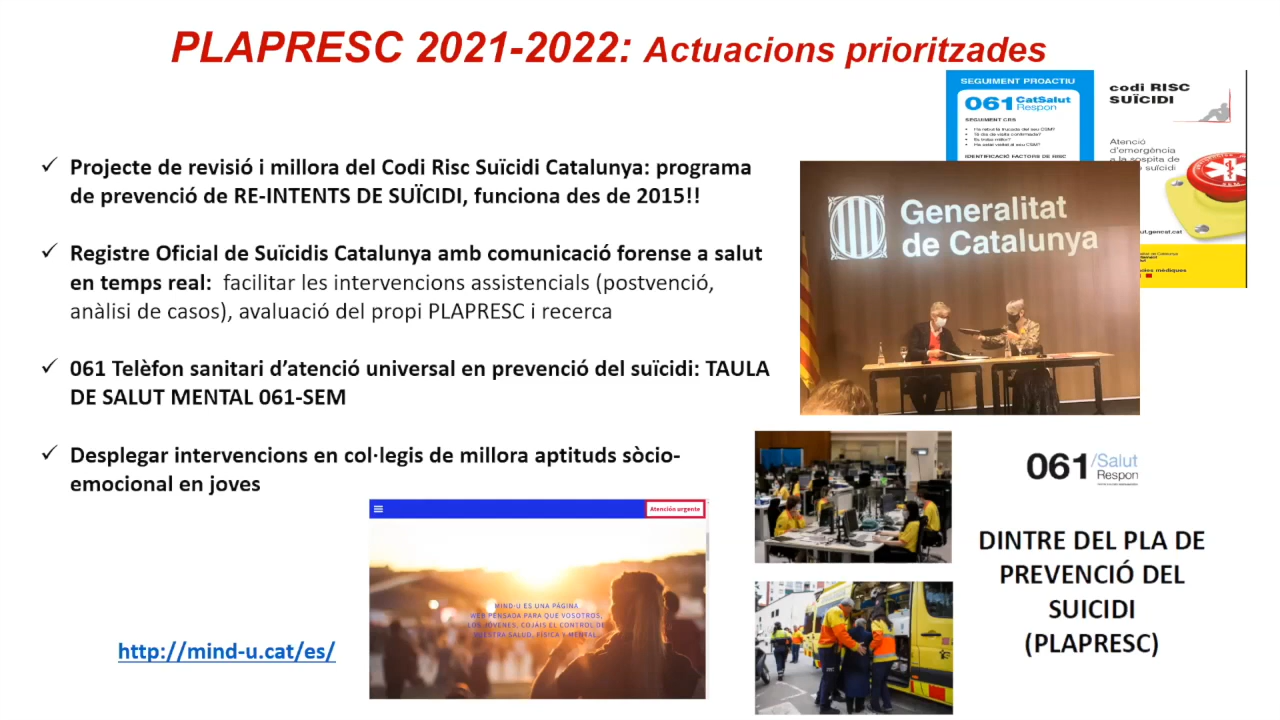 PLAPRESC 2021-2022: Actuacions prioritzades
✓ Projecte de revisió i millora del Codi Risc Suïcidi Catalunya: programa
de prevenció de RE-INTENTS DE SUÏCIDI, funciona des de 2015!!
✓ Registre Oficial de Suïcidis Catalunya amb comunicació forense a salut
en temps real: facilitar les intervencions assistencials (postvenció,
anàlisi de casos), avaluació del propi PLAPRESC i recerca
✓ 061 Telèfon sanitari d’atenció universal en prevenció del suïcidi: TAULA
DE SALUT MENTAL 061-SEM
✓ Desplegar intervencions en col·legis de millora aptituds sòcio-
emocional en joves
SEGUIMENT PROACTIU
061 CatSalut
Respon
SEGUIMENT CRS
IDENTIFICACIÓ FACTORS DE RISC
codi RISC
SUÏCIDI
Atenció
d'emergència
a la sospita de
suïcidi
SEM
Generalitat
de Catalunya
061/Salut
Respon
DINTRE DEL PLA DE
PREVENCIÓ DEL
SUICIDI
(PLAPRESC)
Atención urgente
MIND-U ES UNA PÁGINA
WEB PENSADA PARA QUE VOSOTROS,
LOS JÓVENES, COJÁIS EL CONTROL DE
VUESTRA SALUD, FÍSICA Y MENTAL.
http://mind-u.cat/es/